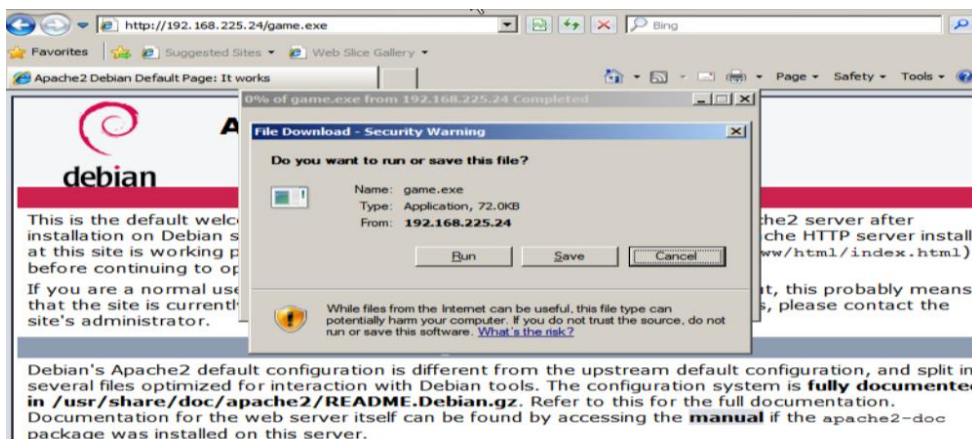 http://192.168.225.24/game.exe
Bing
Favorites
Suggested Sites
Web Slice Gallery
Apache2 Debian Default Page: It works
Page
Safety
Tools
0% of game.exe from 192.168.225.24 Completed
A
debian
File Download - Security Warning
Do you want to run or save this file?
Name: game.exe
Type: Application, 72.0KB
From: 192.168.225.24
Run
Save
Cancel
While files from the Internet can be useful, this file type can
potentially harm your computer. If you do not trust the source, do not
run or save this software. What's the risk?
This is the default welc
he2 server after
installation on Debian s
che HTTP server install
at this site is working p
ww/html/index.html)
before continuing to op
If you are a normal use
t, this probably means
that the site is currentl
s, please contact the
site's administrator.
Debian's Apache2 default configuration is different from the upstream default configuration, and split in
several files optimized for interaction with Debian tools. The configuration system is fully documente
in /usr/share/doc/apache2/README.Debian.gz. Refer to this for the full documentation.
Documentation for the web server itself can be found by accessing the manual if the apache2-doc
package was installed on this server.